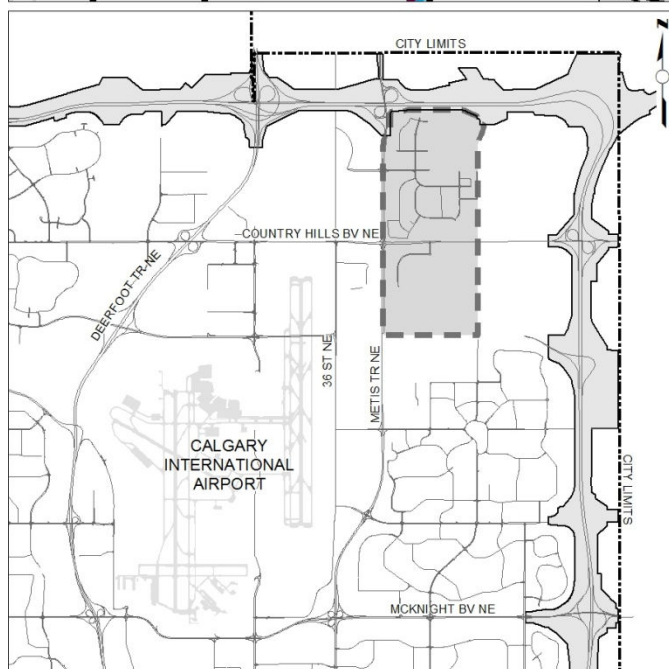 CITY LIMITS
N
COUNTRY HILLS BV NE
DEERFOOT TR NE
36 ST NE
METIS TR NE
CALGARY
INTERNATIONAL
AIRPORT
CITY LIMITS
MCKNIGHT BV NE